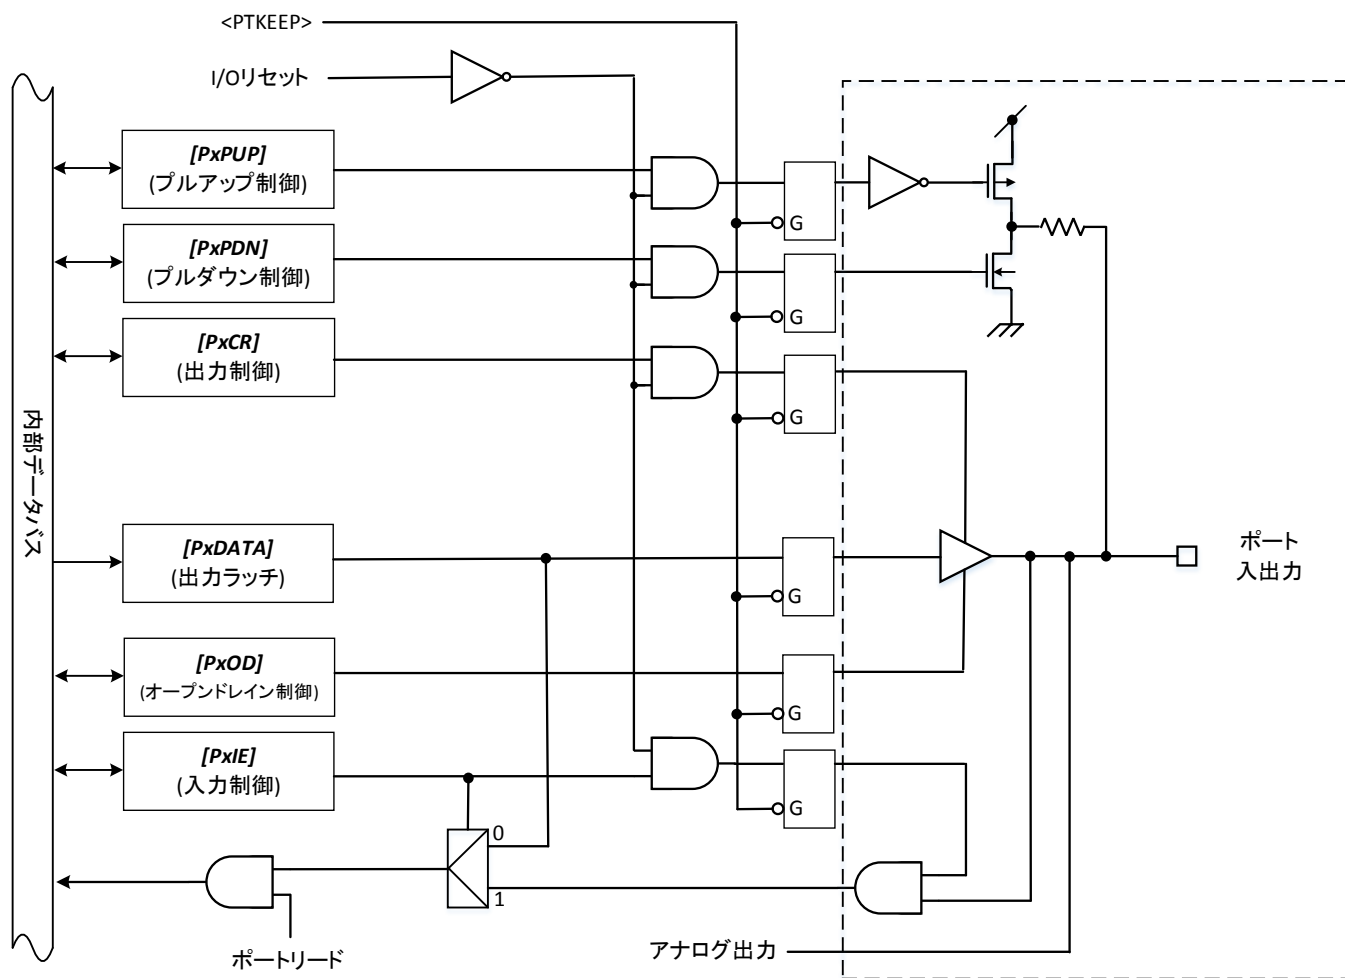 <PTKEEP>
I/Oリセット
[PxPUP]
(プルアップ制御)
G
[PxPDN]
(プルダウン制御)
G
[PxCR]
(出力制御)
G
内部データバス
[PxDATA]
(出力ラッチ)
G
ポート
入出力
[PxOD]
(オープンドレイン制御)
G
[PxIE]
(入力制御)
G
0
1
ポートリード
アナログ出力